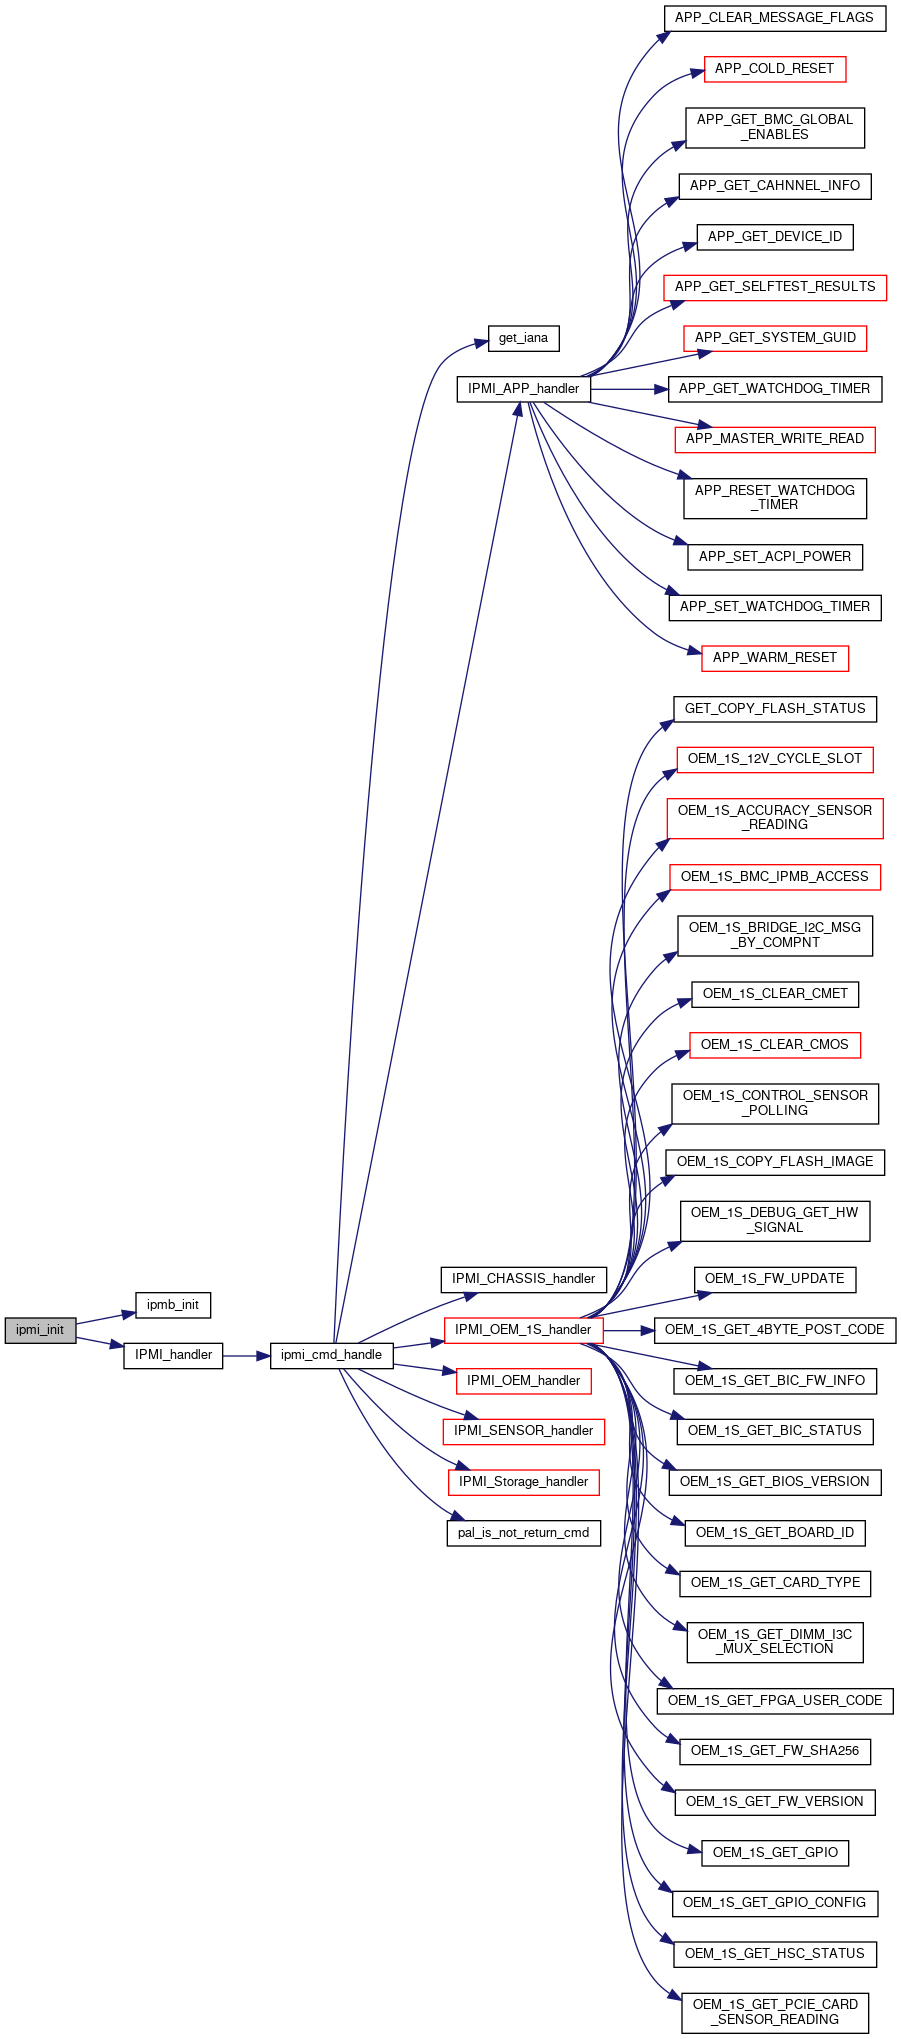 APP_CLEAR_MESSAGE_FLAGS
APP_COLD_RESET
APP_GET_BMC_GLOBAL
_ENABLES
APP_GET_CAHNNEL_INFO
APP_GET_DEVICE_ID
APP_GET_SELFTEST_RESULTS
get_iana
APP_GET_SYSTEM_GUID
IPMI_APP_handler
APP_GET_WATCHDOG_TIMER
APP_MASTER_WRITE_READ
APP_RESET_WATCHDOG
_TIMER
APP_SET_ACPI_POWER
APP_SET_WATCHDOG_TIMER
APP_WARM_RESET
GET_COPY_FLASH_STATUS
OEM_1S_12V_CYCLE_SLOT
OEM_1S_ACCURACY_SENSOR
_READING
OEM_1S_BMC_IPMB_ACCESS
OEM_1S_BRIDGE_I2C_MSG
_BY_COMPNT
OEM_1S_CLEAR_CMET
OEM_1S_CLEAR_CMOS
OEM_1S_CONTROL_SENSOR
_POLLING
OEM_1S_COPY_FLASH_IMAGE
OEM_1S_DEBUG_GET_HW
_SIGNAL
IPMI_CHASSIS_handler
OEM_1S_FW_UPDATE
ipmb_init
ipmi_init
IPMI_OEM_1S_handler
OEM_1S_GET_4BYTE_POST_CODE
IPMI_handler
ipmi_cmd_handle
IPMI_OEM_handler
OEM_1S_GET_BIC_FW_INFO
IPMI_SENSOR_handler
OEM_1S_GET_BIC_STATUS
IPMI_Storage_handler
OEM_1S_GET_BIOS_VERSION
pal_is_not_return_cmd
OEM_1S_GET_BOARD_ID
OEM_1S_GET_CARD_TYPE
OEM_1S_GET_DIMM_I3C
_MUX_SELECTION
OEM_1S_GET_FPGA_USER_CODE
OEM_1S_GET_FW_SHA256
OEM_1S_GET_FW_VERSION
OEM_1S_GET_GPIO
OEM_1S_GET_GPIO_CONFIG
OEM_1S_GET_HSC_STATUS
OEM_1S_GET_PCIE_CARD
_SENSOR_READING